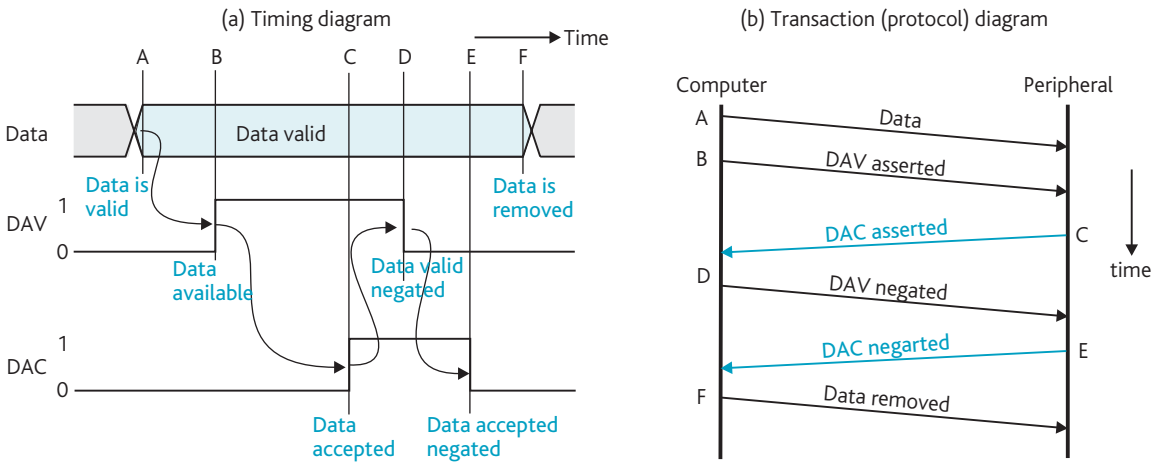 (a) Timing diagram
Time
A B C D E F
Data
Data valid
Data is
valid
Data is
removed
1
DAV
0
Data
available
Data valid
negated
1
DAC
0
Data
accepted
Data accepted
negated
(b) Transaction (protocol) diagram
Computer
Peripheral
A
Data
B
DAV asserted
DAC asserted
C
time
D
DAV negated
DAC negarted
E
F
Data removed